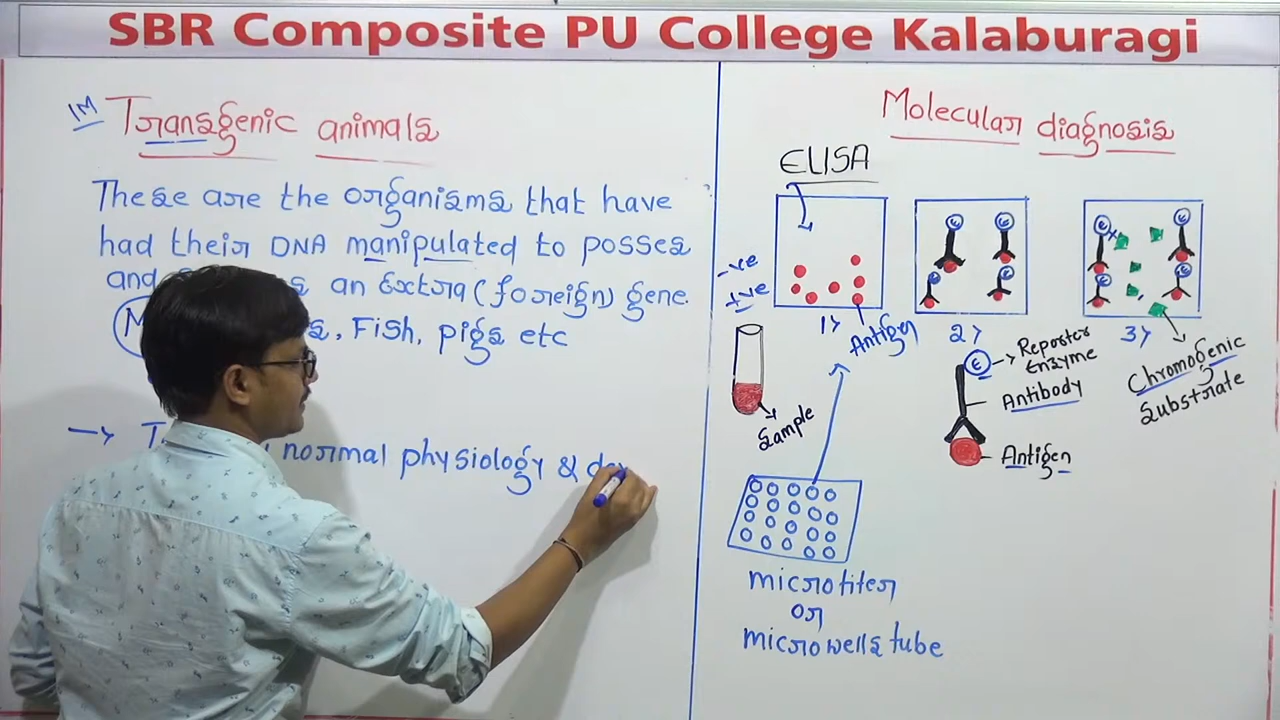 SBR Composite PU College Kalaburagi
1M
Transgenic animals
These are the organisms that have
had their DNA manipulated to posses
and an Extra (foreign) gene.
, Fish, pigs etc
normal physiology &
Molecular diagnosis
ELISA
-ve
+ve
1>
Antigen
2>
3>
Sample
E
E
E
E
E
E
E
E
E
Reporter
Enzyme
Antibody
Antigen
Chromogenic
Substrate
microtiter
or
microwells tube